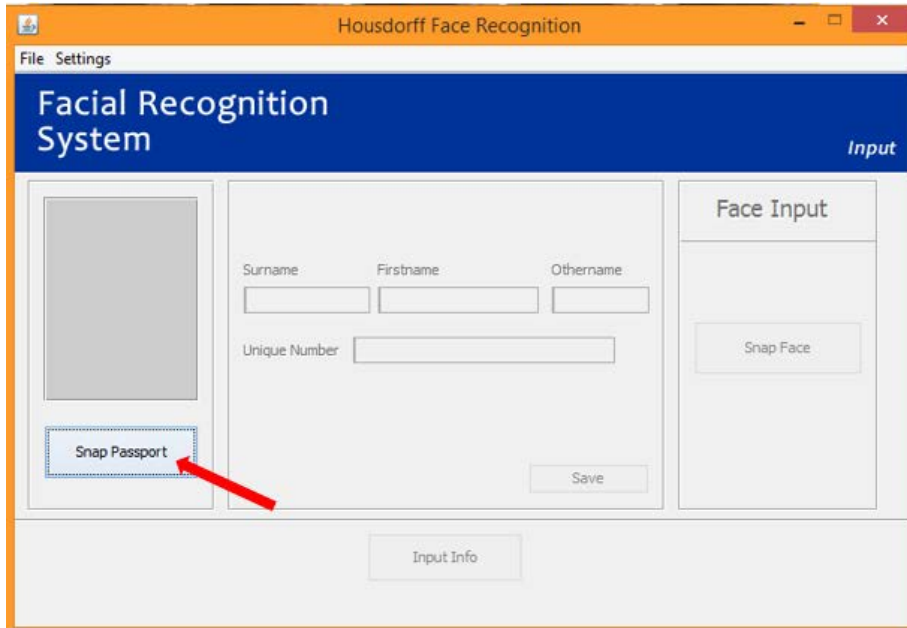 Housdorff Face Recognition
File Settings
Facial Recognition
System
Input
Face Input
Surname Firstname Othername
Unique Number
Snap Face
Snap Passport
Save
Input Info